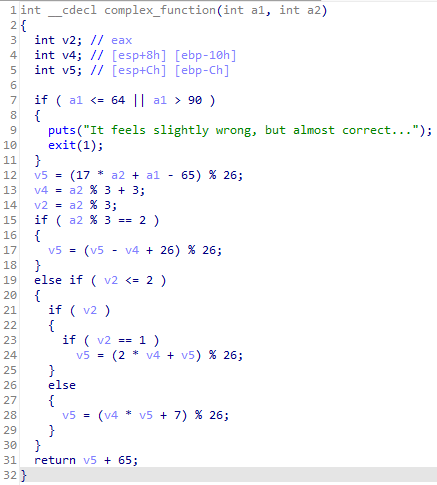 1 int __cdecl complex_function(int a1, int a2)
2 {
3   int v2; // eax
4   int v4; // [esp+8h] [ebp-10h]
5   int v5; // [esp+Ch] [ebp-Ch]
6
7   if ( a1 <= 64 || a1 > 90 )
8   {
9     puts("It feels slightly wrong, but almost correct...");
10     exit(1);
11   }
12   v5 = (17 * a2 + a1 - 65) % 26;
13   v4 = a2 % 3 + 3;
14   v2 = a2 % 3;
15   if ( a2 % 3 == 2 )
16   {
17     v5 = (v5 - v4 + 26) % 26;
18   }
19   else if ( v2 <= 2 )
20   {
21     if ( v2 )
22     {
23       if ( v2 == 1 )
24         v5 = (2 * v4 + v5) % 26;
25     }
26     else
27     {
28       v5 = (v4 * v5 + 7) % 26;
29     }
30   }
31   return v5 + 65;
32 }